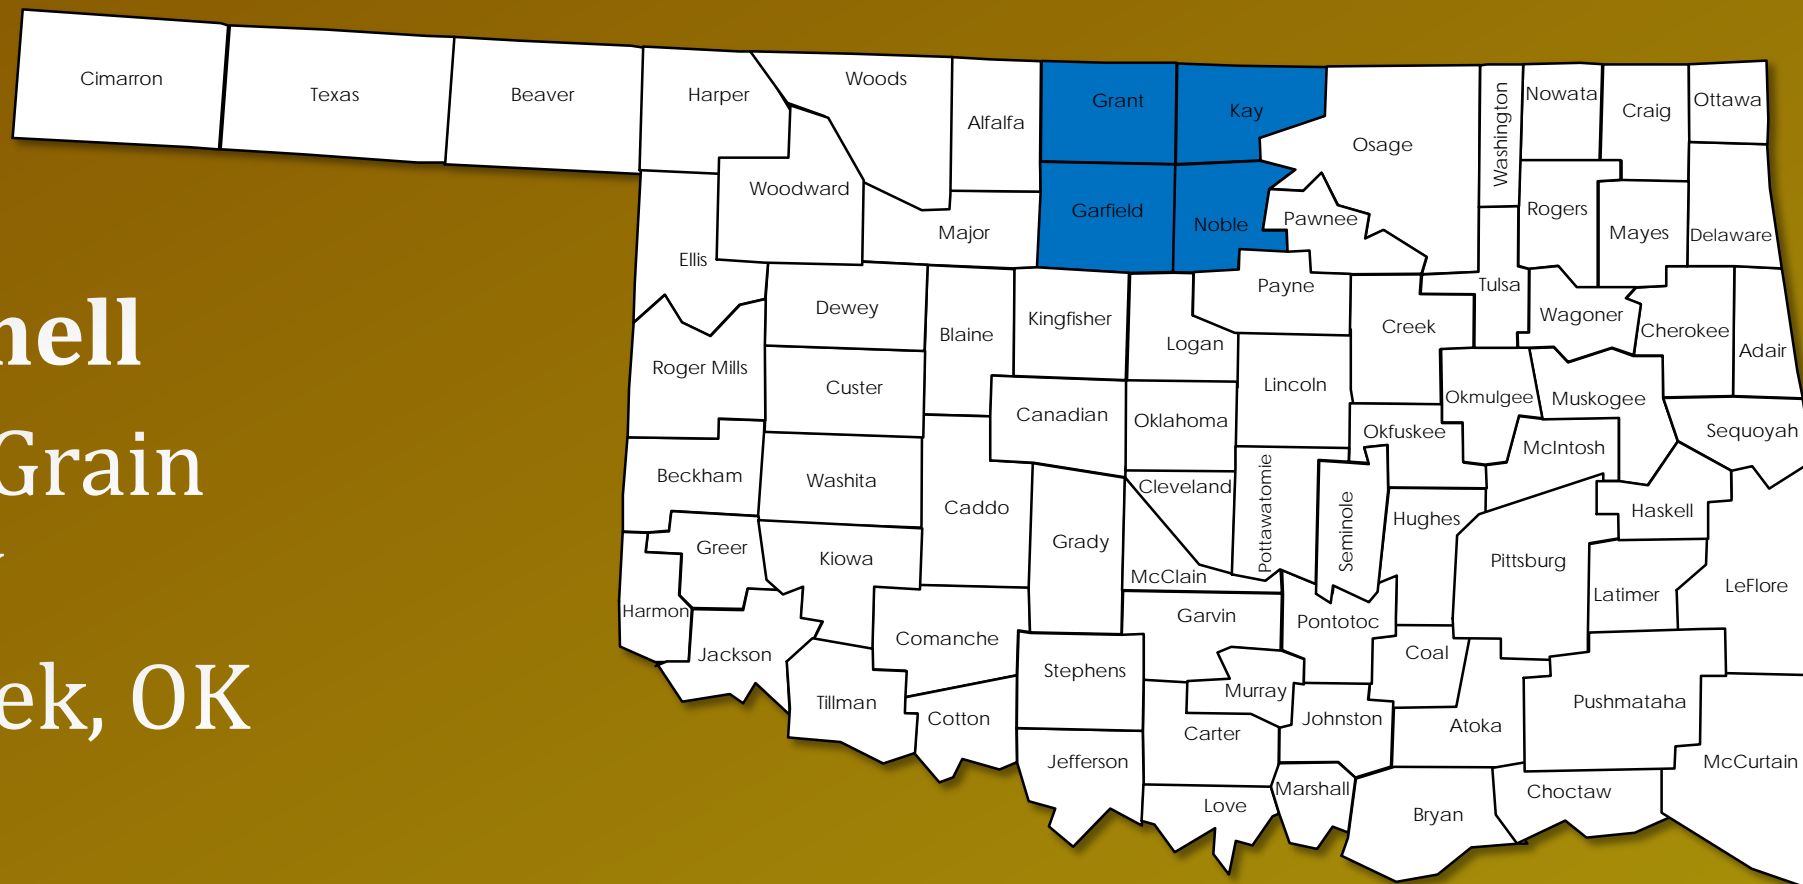 nell
Grain
ek, OK
Cimarron
Texas
Beaver
Harper
Woods
Alfalfa
Grant
Kay
Osage
Washington
Nowata
Craig
Ottawa
Woodward
Ellis
Major
Garfield
Noble
Pawnee
Rogers
Mayes
Delaware
Dewey
Blaine
Kingfisher
Logan
Payne
Creek
Tulsa
Wagoner
Cherokee
Adair
Roger Mills
Custer
Canadian
Oklahoma
Lincoln
Okmulgee
Muskogee
Okfuskee
McIntosh
Sequoyah
Beckham
Washita
Caddo
Grady
Cleveland
Pottawatomie
Seminole
Hughes
Pittsburg
Haskell
Greer
Kiowa
McClain
Latimer
LeFlore
Harmon
Jackson
Comanche
Garvin
Pontotoc
Coal
Stephens
Murray
Tillman
Cotton
Carter
Johnston
Atoka
Pushmataha
Jefferson
Love
Marshall
Bryan
Choctaw
McCurtain